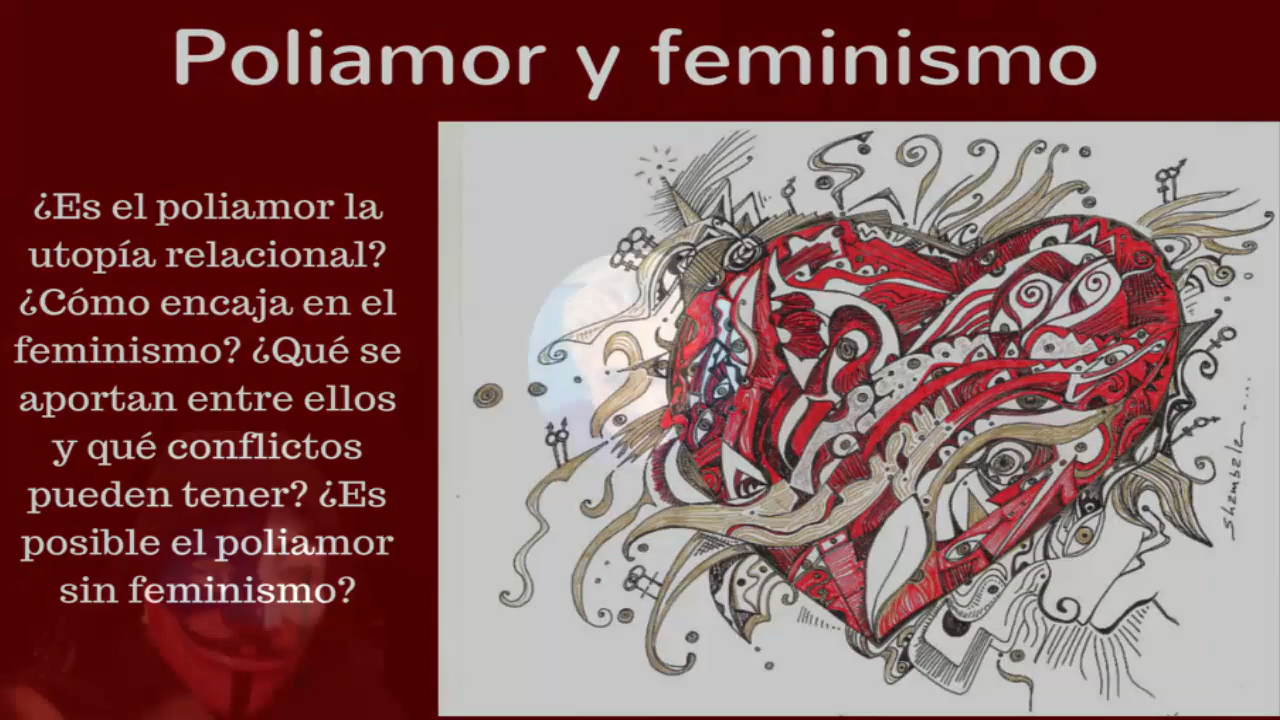 Poliamor y feminismo
¿Es el poliamor la
utopía relacional?
¿Cómo encaja en el
feminismo? ¿Qué se
aportan entre ellos
y qué conflictos
pueden tener? ¿Es
posible el poliamor
sin feminismo?
Shambala